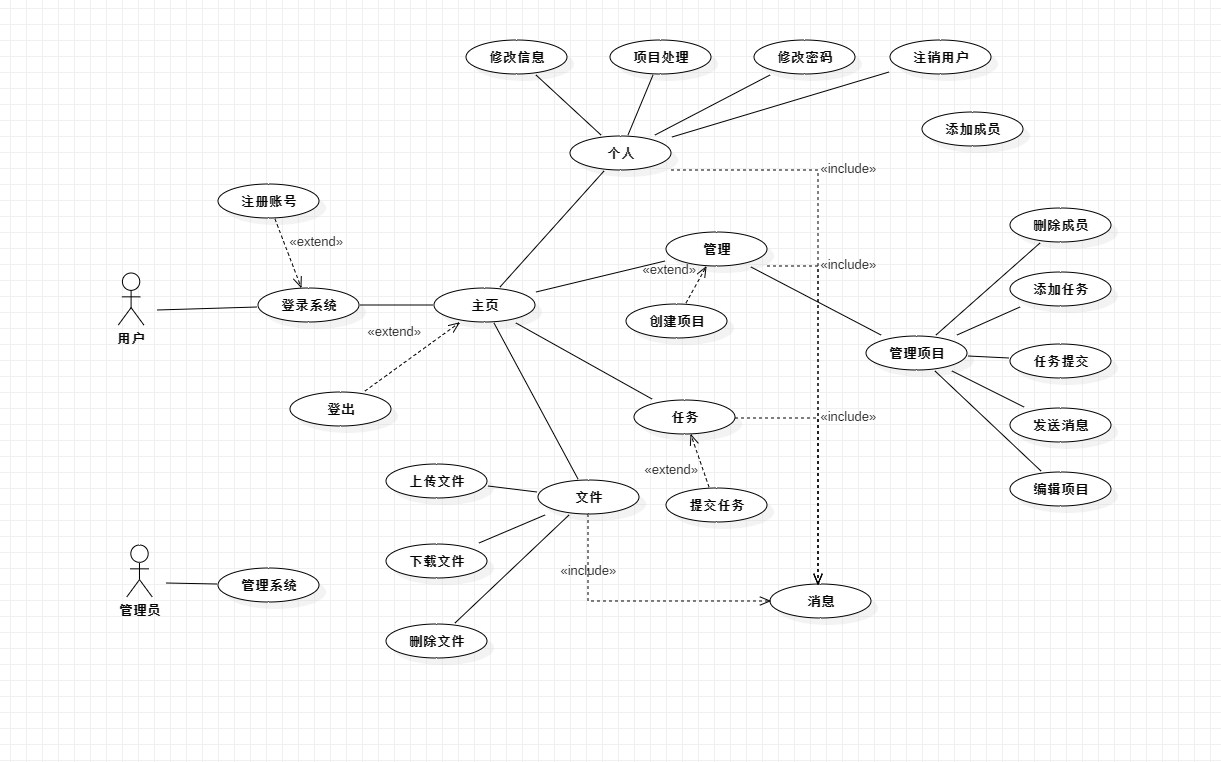 修改信息
项目处理
修改密码
注销用户
添加成员
个人
«include»
注册账号
删除成员
«extend»
管理
«include»
«extend»
添加任务
登录系统
主页
创建项目
用户
«extend»
管理项目
任务提交
登出
任务
«include»
发送消息
«extend»
上传文件
文件
提交任务
编辑项目
下载文件
«include»
管理员
管理系统
消息
删除文件